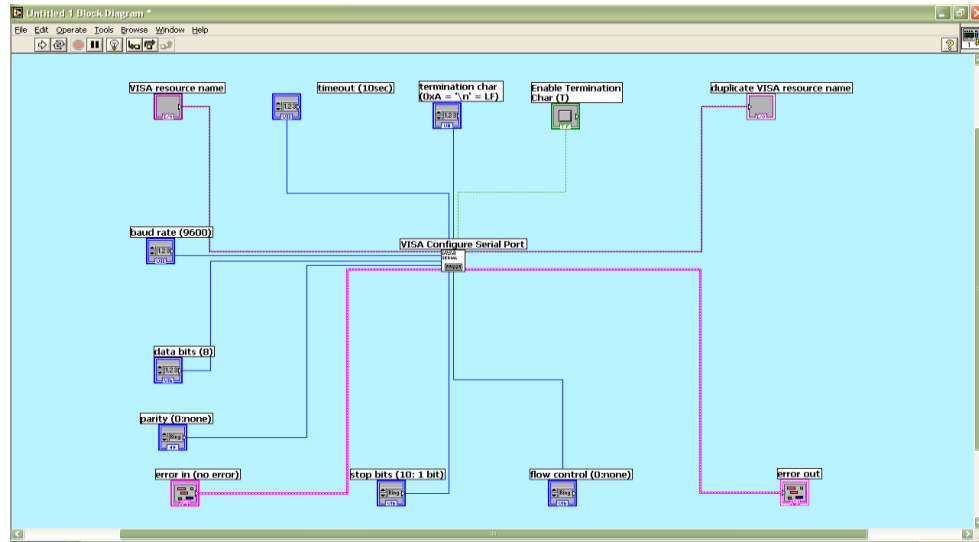 Untitled 1 Block Diagram *
File Edit Operate Tools Browse Window Help
VISA resource name
timeout (10sec)
termination char
(0xA = '\n' = LF)
Enable Termination
Char (T)
duplicate VISA resource name
baud rate (9600)
VISA Configure Serial Port
data bits (8)
parity (0:none)
error in (no error)
stop bits (10: 1 bit)
flow control (0:none)
error out